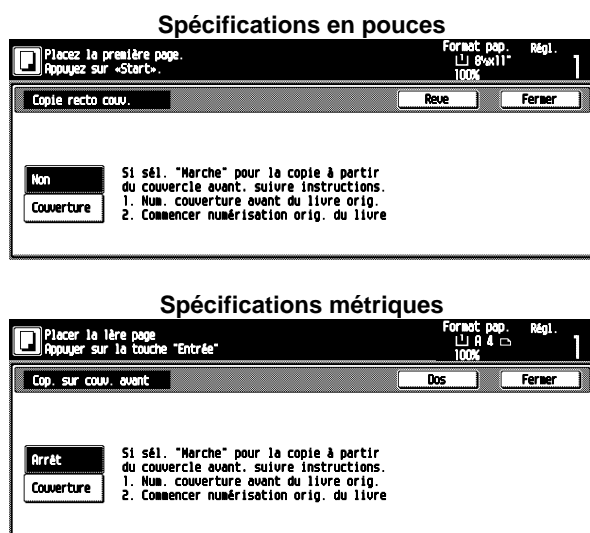 Spécifications en pouces
Placez la première page.
Appuyez sur «Start».
Format pap.
8½x11"
100%
Régl.
1
Copie recto couv.
Reve
Fermer
Non
Couverture
Si sél. "Marche" pour la copie à partir
du couvercle avant. suivre instructions.
1. Num. couverture avant du livre orig.
2. Commencer numérisation orig. du livre
Spécifications métriques
Placer la 1ère page
Appuyer sur la touche "Entrée"
Format pap.
A 4
100%
Régl.
1
Cop. sur couv. avant
Dos
Fermer
Arrêt
Couverture
Si sél. "Marche" pour la copie à partir
du couvercle avant. suivre instructions.
1. Num. couverture avant du livre orig.
2. Commencer numérisation orig. du livre